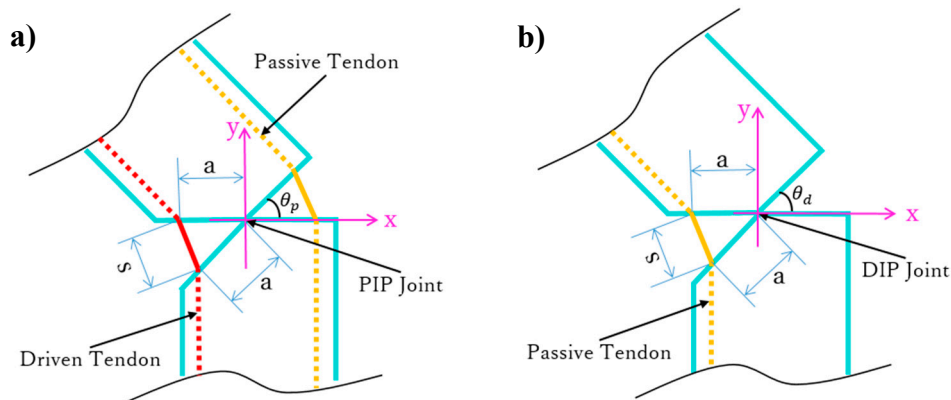 a)
Passive Tendon
y
a
θp
x
s
a
PIP Joint
Driven Tendon
b)
y
a
θd
x
s
a
DIP Joint
Passive Tendon